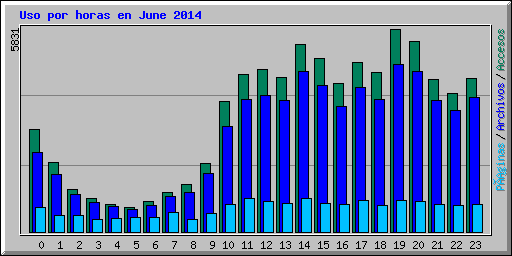 Uso por horas en June 2014
5831
0 1 2 3 4 5 6 7 8 9 10 11 12 13 14 15 16 17 18 19 20 21 22 23
Páginas / Archivos / Accesos